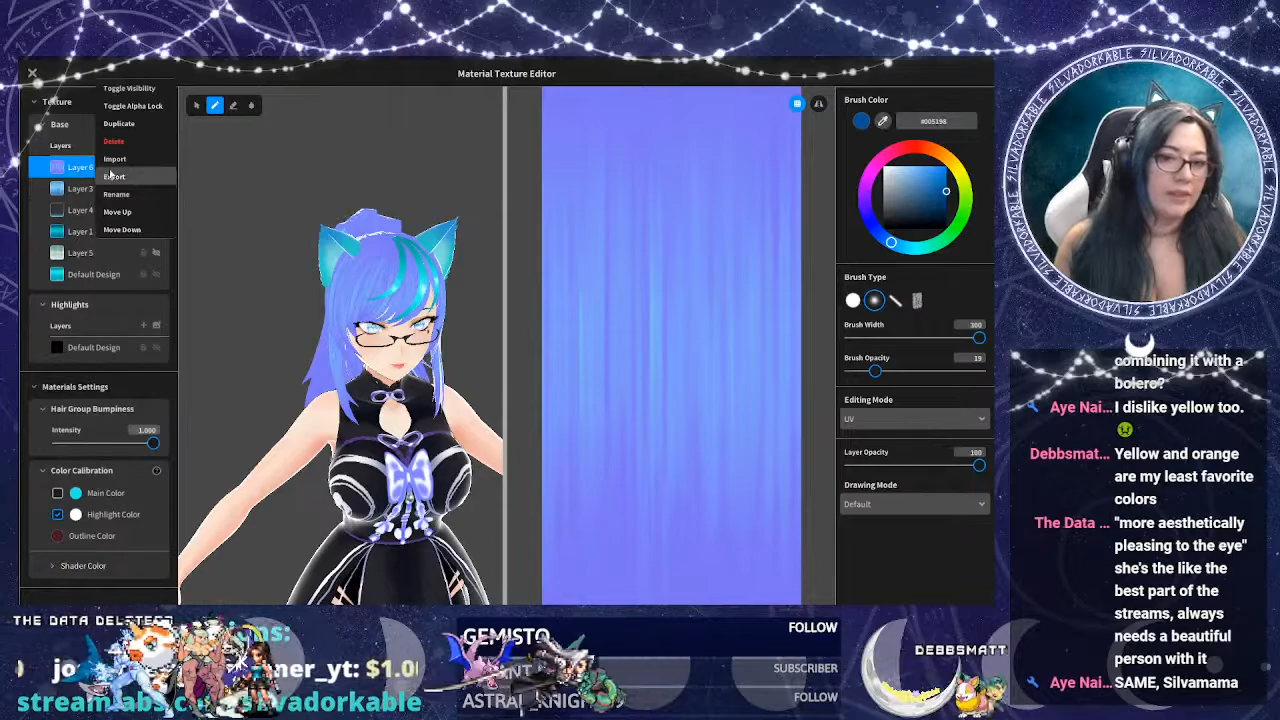 Material Texture Editor
Texture
Base
Layers
Layer 6
Layer 3
Layer 4
Layer 1
Layer 5
Default Design
Toggle Visibility
Toggle Alpha Lock
Duplicate
Delete
Import
Export
Rename
Move Up
Move Down
Highlights
Layers
Default Design
Materials Settings
Hair Group Bumpiness
Intensity
1.000
Color Calibration
Main Color
Highlight Color
Outline Color
Shader Color
Brush Color
#005198
Brush Type
Brush Width
300
Brush Opacity
19
Editing Mode
UV
Layer Opacity
100
Drawing Mode
Default
SILVADORKABLE
combining it with a
bolero?
Aye Nai... I dislike yellow too.
Debbsmat... Yellow and orange
are my least favorite
colors
The Data ... "more aesthetically
pleasing to the eye"
she's the like the
best part of the
streams, always
needs a beautiful
person with it
Aye Nai... SAME, Silvamama
THE DATA DELETEST
GEMISTO
FOLLOW
SUBSCRIBER
FOLLOW
DEBBSMATT